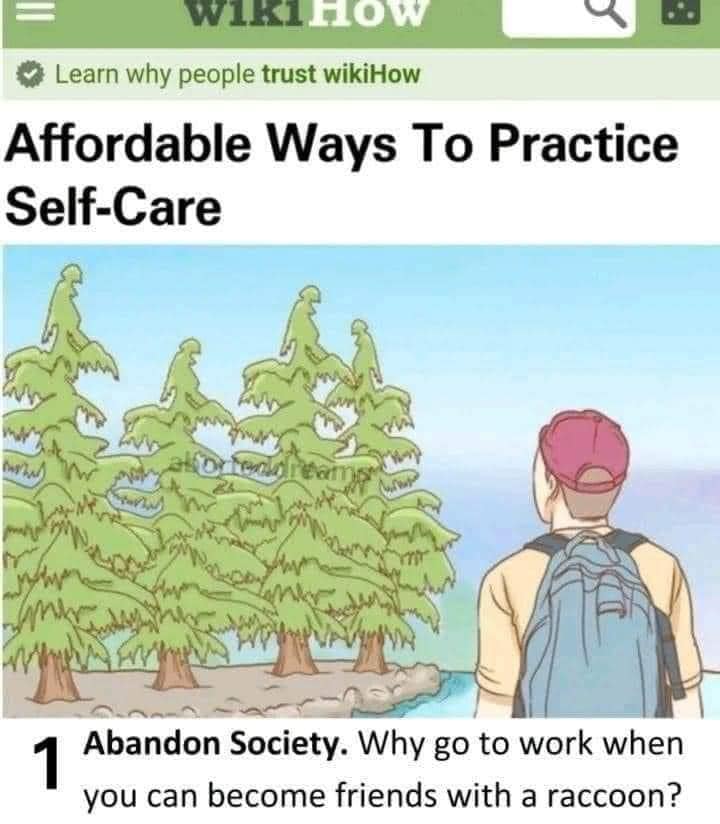 wikiHow
Learn why people trust wikiHow
Affordable Ways To Practice
Self-Care
1 Abandon Society. Why go to work when
you can become friends with a raccoon?